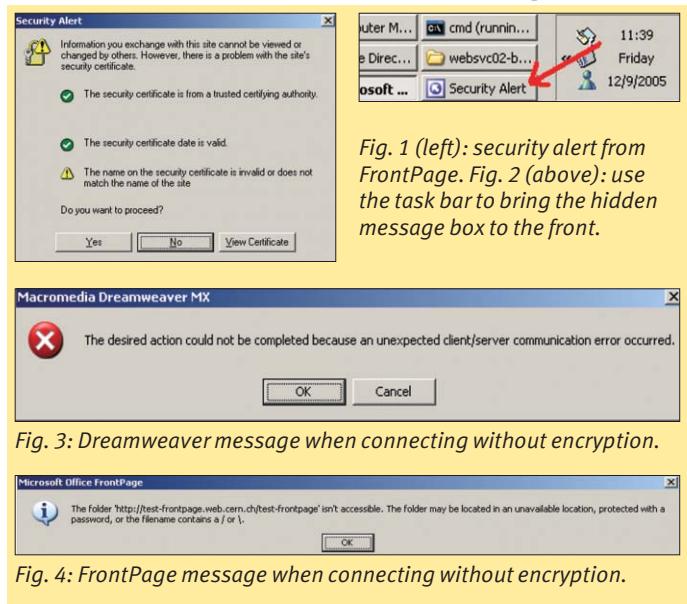 Security Alert
Information you exchange with this site cannot be viewed or
changed by others. However, there is a problem with the site's
security certificate.
The security certificate is from a trusted certifying authority.
The security certificate date is valid.
The name on the security certificate is invalid or does not
match the name of the site
Do you want to proceed?
Yes
No
View Certificate
uter M...
cmd (runnin...
11:39
e Direc...
websvc02-b...
Friday
osoft ...
Security Alert
12/9/2005
Fig. 1 (left): security alert from
FrontPage. Fig. 2 (above): use
the task bar to bring the hidden
message box to the front.
Macromedia Dreamweaver MX
The desired action could not be completed because an unexpected client/server communication error occurred.
OK
Cancel
Fig. 3: Dreamweaver message when connecting without encryption.
Microsoft Office FrontPage
The folder 'http://test-frontpage.web.cern.ch/test-frontpage' isn't accessible. The folder may be located in an unavailable location, protected with a
password, or the filename contains a / or \.
OK
Fig. 4: FrontPage message when connecting without encryption.